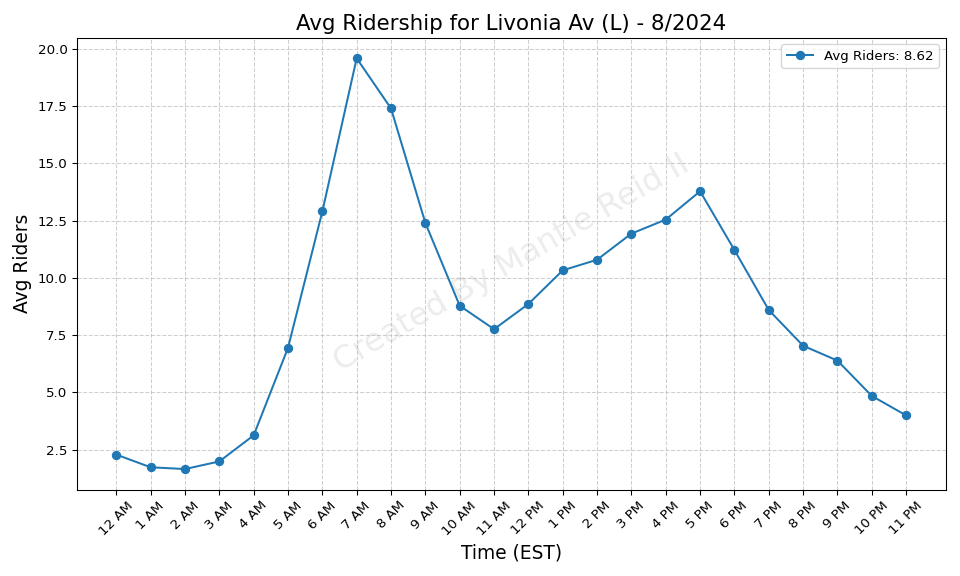 Avg Ridership for Livonia Av (L) - 8/2024
Avg Riders: 8.62
Avg Riders
20.0
17.5
15.0
12.5
10.0
7.5
5.0
2.5
Created By Mantie Reid II
12 AM
1 AM
2 AM
3 AM
4 AM
5 AM
6 AM
7 AM
8 AM
9 AM
10 AM
11 AM
12 PM
1 PM
2 PM
3 PM
4 PM
5 PM
6 PM
7 PM
8 PM
9 PM
10 PM
11 PM
Time (EST)